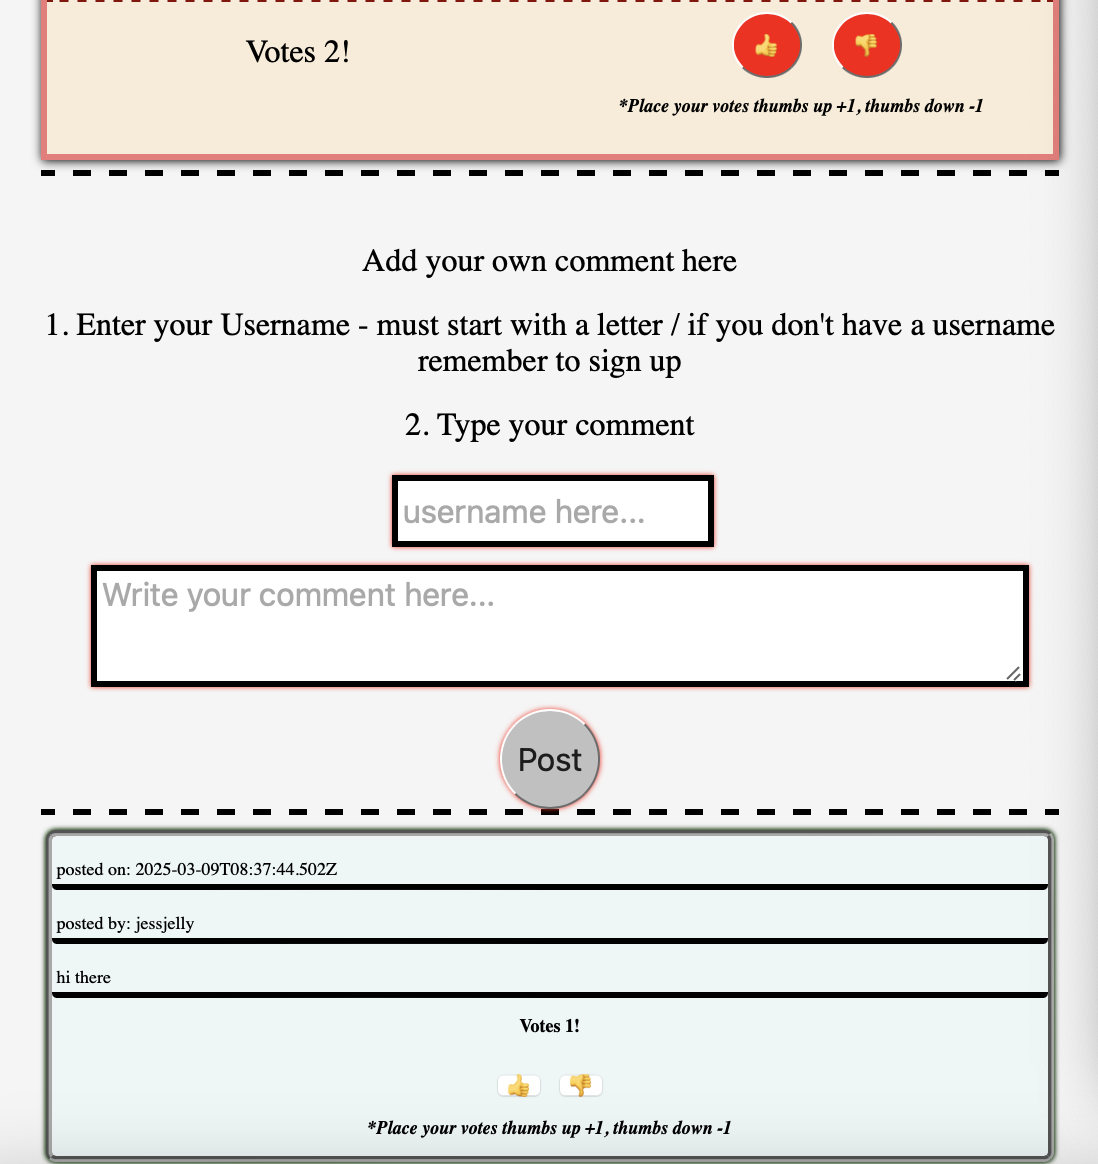 Votes 2!
👍 👎
*Place your votes thumbs up +1, thumbs down -1
Add your own comment here
1. Enter your Username - must start with a letter / if you don't have a username
remember to sign up
2. Type your comment
username here...
Write your comment here...
Post
posted on: 2025-03-09T08:37:44.502Z
posted by: jessjelly
hi there
Votes 1!
👍 👎
*Place your votes thumbs up +1, thumbs down -1